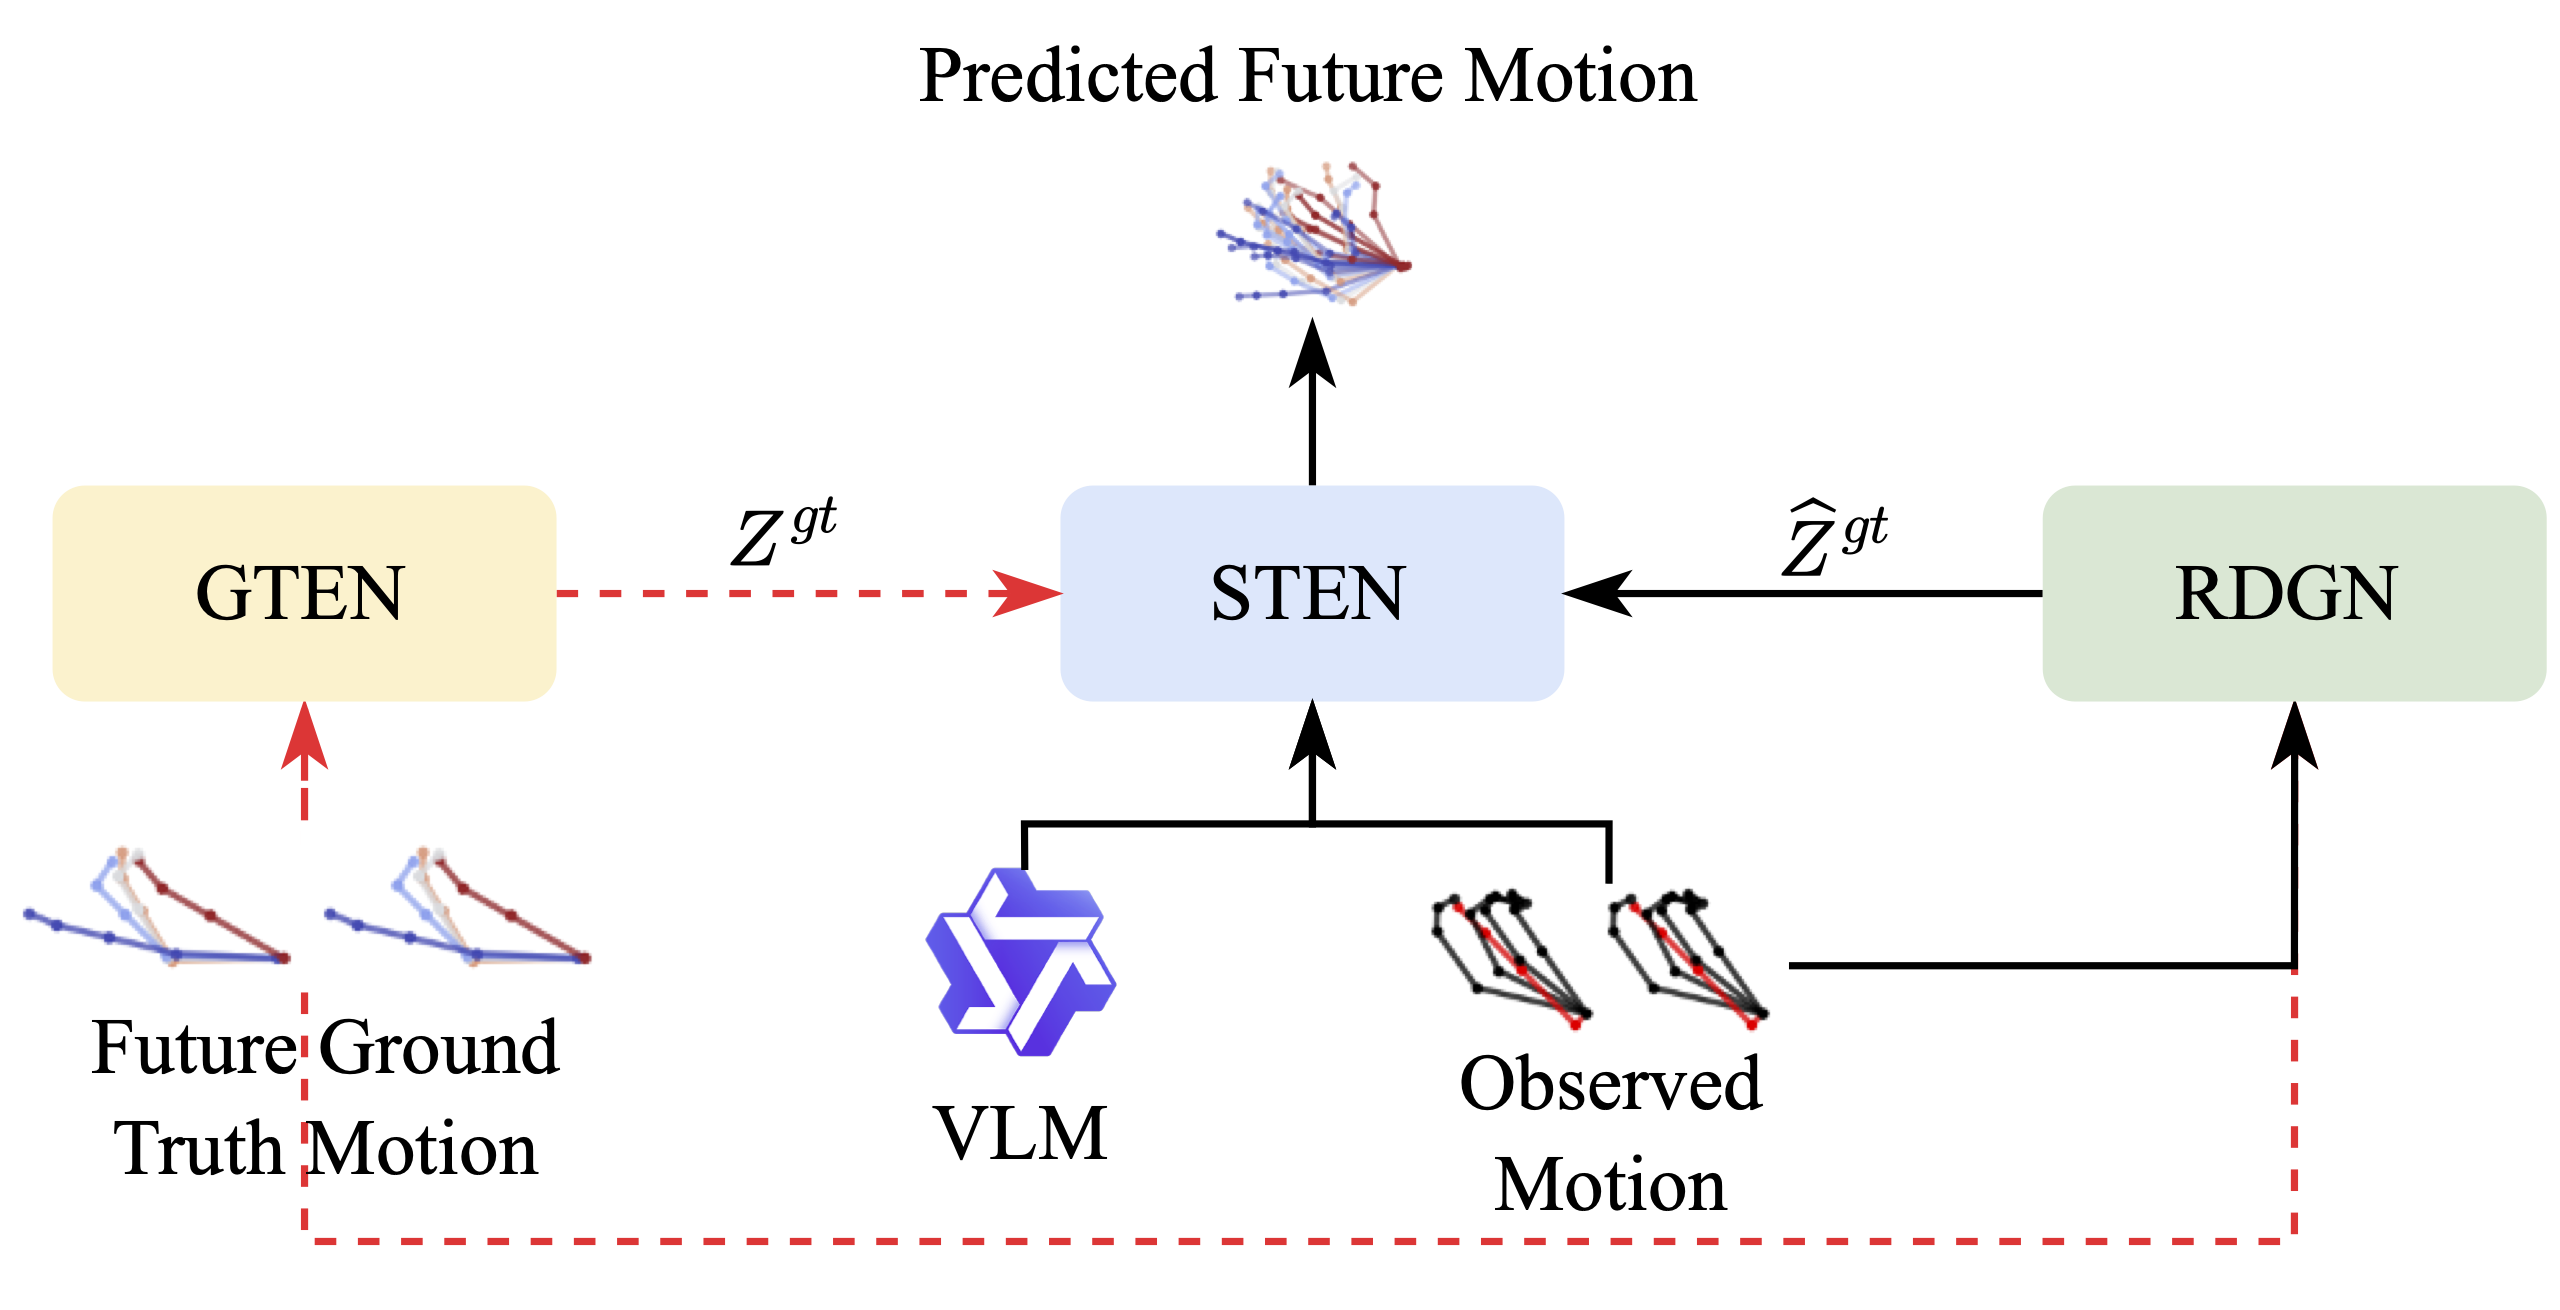 Predicted Future Motion
GTEN
Z^{gt}
STEN
\widehat{Z}^{gt}
RDGN
Future Ground
Truth Motion
VLM
Observed
Motion